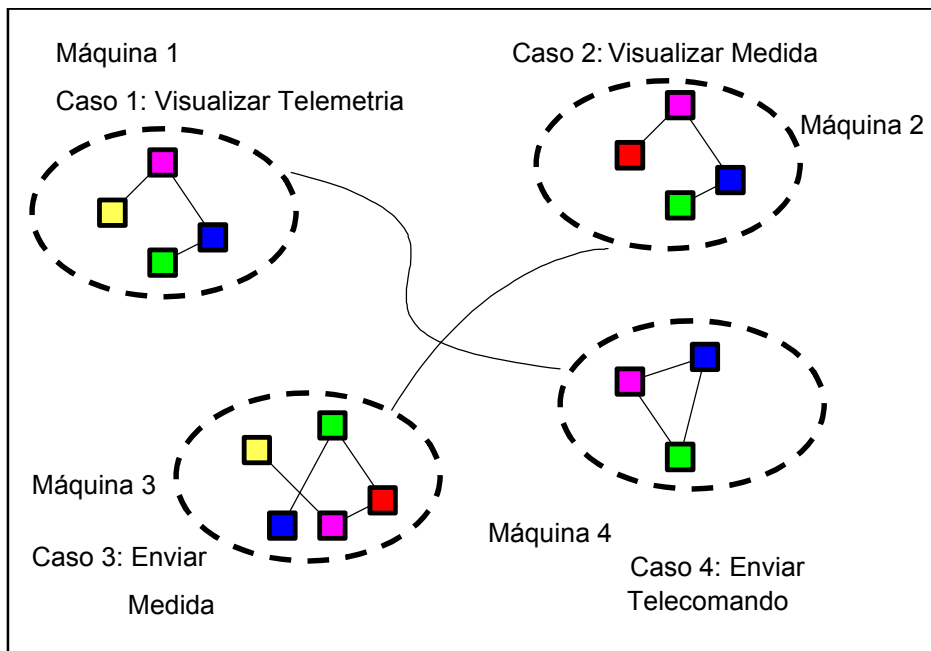 Máquina 1
Caso 1: Visualizar Telemetria
Caso 2: Visualizar Medida
Máquina 2
Máquina 3
Caso 3: Enviar
Medida
Máquina 4
Caso 4: Enviar
Telecomando